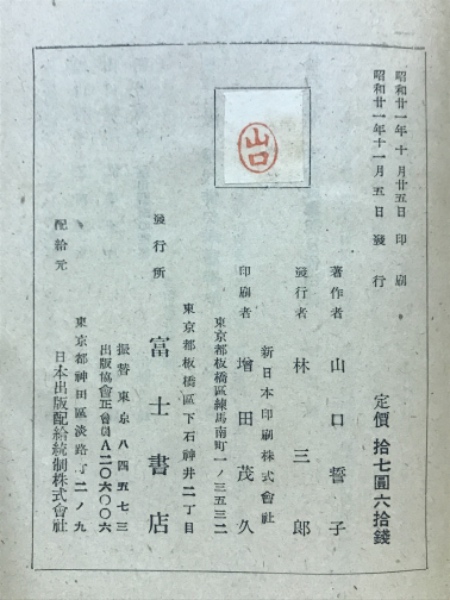 昭和廿一年十月廿五日 印刷
昭和廿一年十一月五日 發行
定價 拾七圓六拾錢
著作者 山口誓子
發行者 林三郎
新日本印刷株式會社
印刷者 增田茂久
東京都板橋區練馬南町一ノ三五三二
山口
東京都板橋區下石神井二丁目
發行所 富士書店
振替東京八四五七三
出版協會正會員A二〇六〇〇六
東京都神田區淡路町二ノ九
配給元 日本出版配給統制株式會社